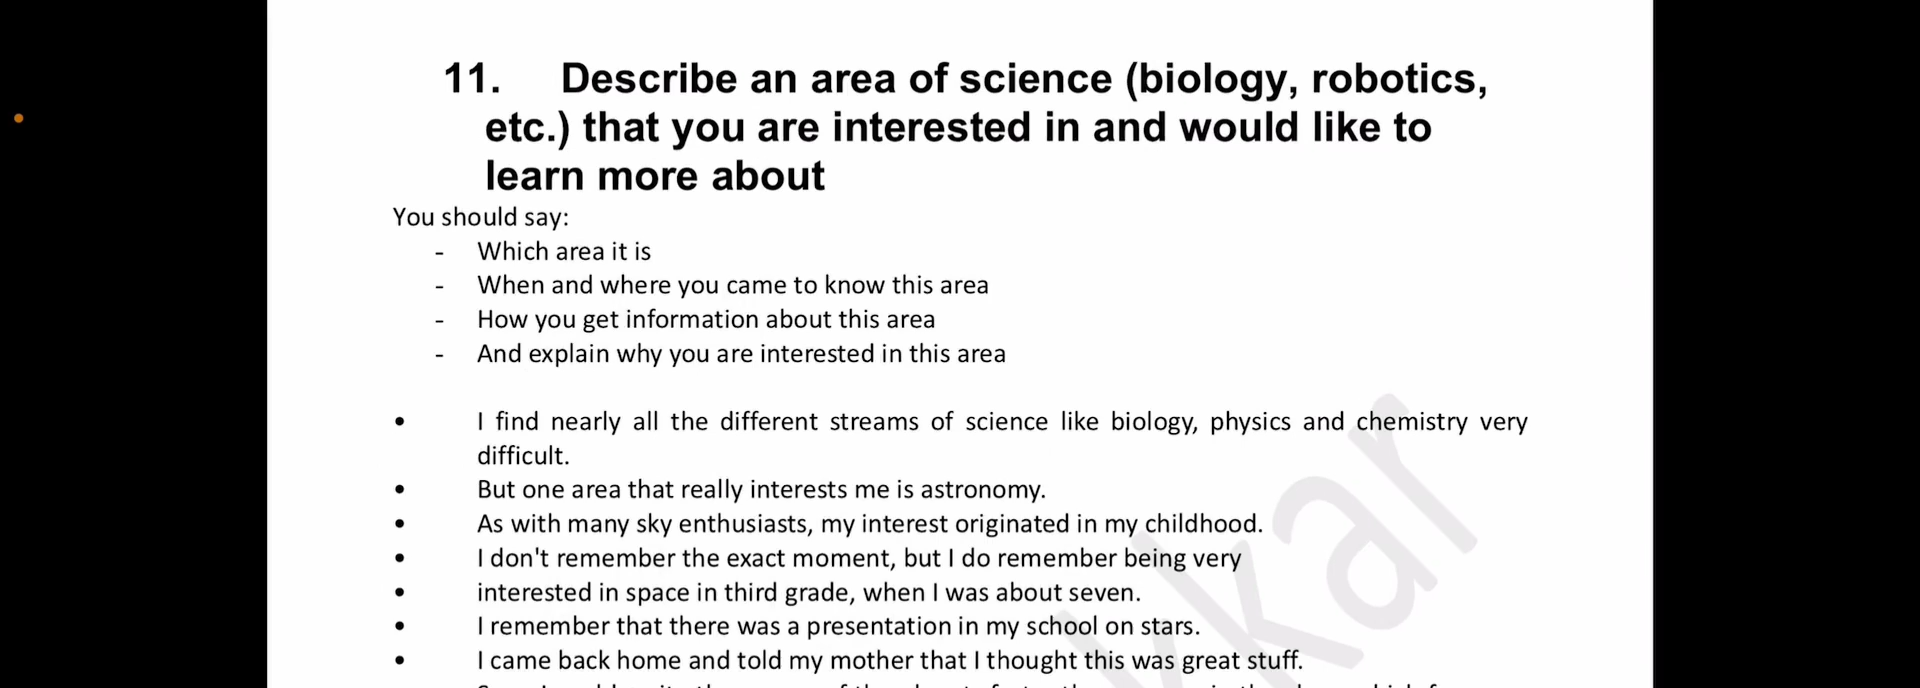 11. Describe an area of science (biology, robotics,
etc.) that you are interested in and would like to
learn more about
You should say:
- Which area it is
- When and where you came to know this area
- How you get information about this area
- And explain why you are interested in this area
• I find nearly all the different streams of science like biology, physics and chemistry very
difficult.
• But one area that really interests me is astronomy.
• As with many sky enthusiasts, my interest originated in my childhood.
• I don't remember the exact moment, but I do remember being very
• interested in space in third grade, when I was about seven.
• I remember that there was a presentation in my school on stars.
• I came back home and told my mother that I thought this was great stuff.
kkar